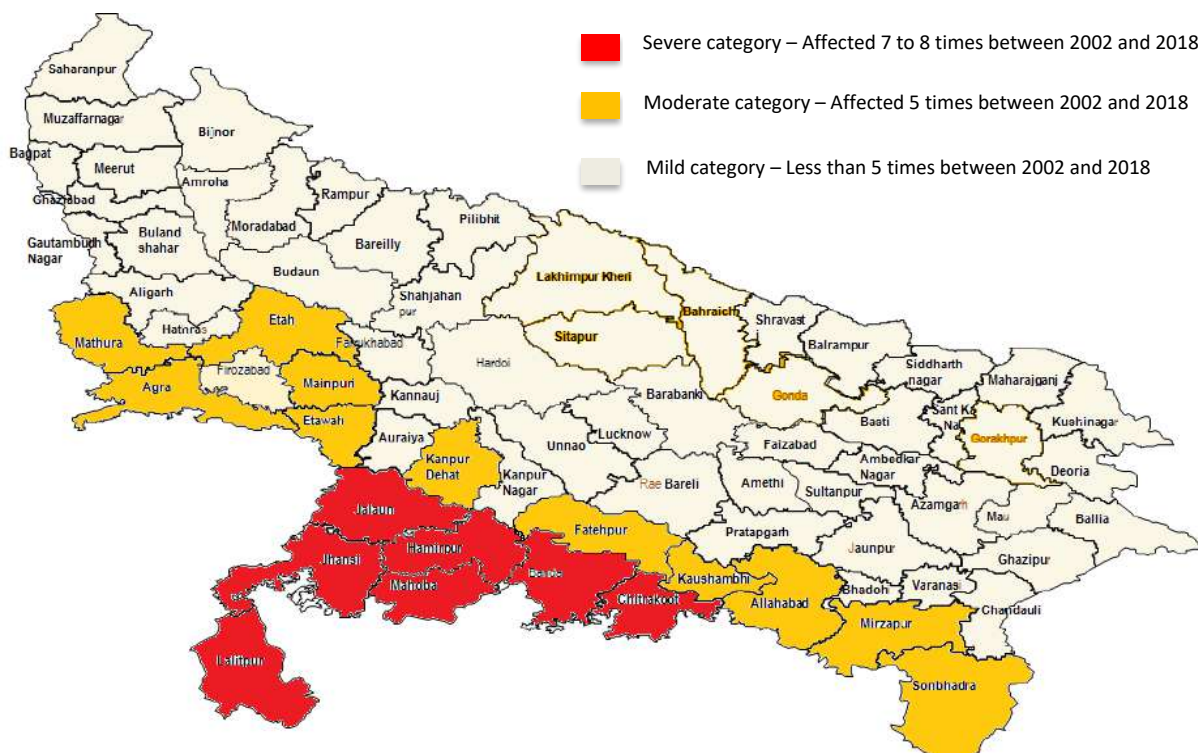 Severe category – Affected 7 to 8 times between 2002 and 2018
Moderate category – Affected 5 times between 2002 and 2018
Mild category – Less than 5 times between 2002 and 2018
Saharanpur
Muzaffarnagar
Bijnor
Bagpat
Meerut
Amroha
Rampur
Ghaziabad
Moradabad
Pilibhit
Buland
shahar
Gautambudh
Nagar
Bareilly
Budaun
Lakhimpur Kheri
Aligarh
Shahjahan
pur
Bahraich
Shravast
i
Hatnras
Etah
Mathura
Farrukhabad
Sitapur
Balrampur
Siddharth
nagar
Maharajganj
Hardoi
Firozabad
Agra
Mainpuri
Kannauj
Barabanki
Gonda
Basti
Sant Ka
Na
Kushinagar
Gorakhpur
Etawah
Auraiya
Unnao
Lucknow
Faizabad
Ambedkar
Nagar
Deoria
Kanpur
Dehat
Kanpur
Nagar
Rae Bareli
Amethi
Sultanpur
Azamgarh
Mau
Ballia
Jalaun
Fatehpur
Pratapgarh
Jaunpur
Ghazipur
Jhansi
Hamirpur
Mahoba
Banda
Kaushambhi
Chitrakoot
Allahabad
Bhadohi
Varanasi
Chandauli
Mirzapur
Lalitpur
Sonbhadra